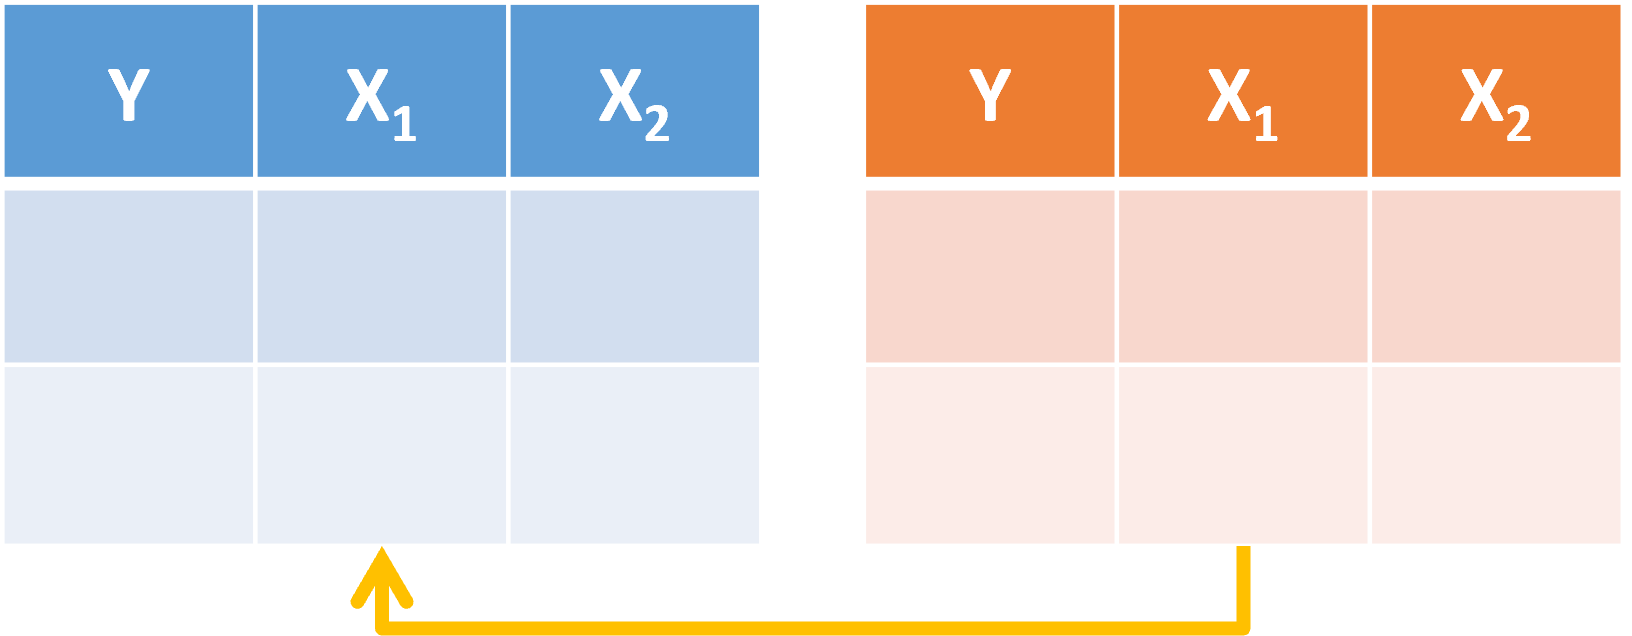 Y X₁ X₂ Y X₁ X₂